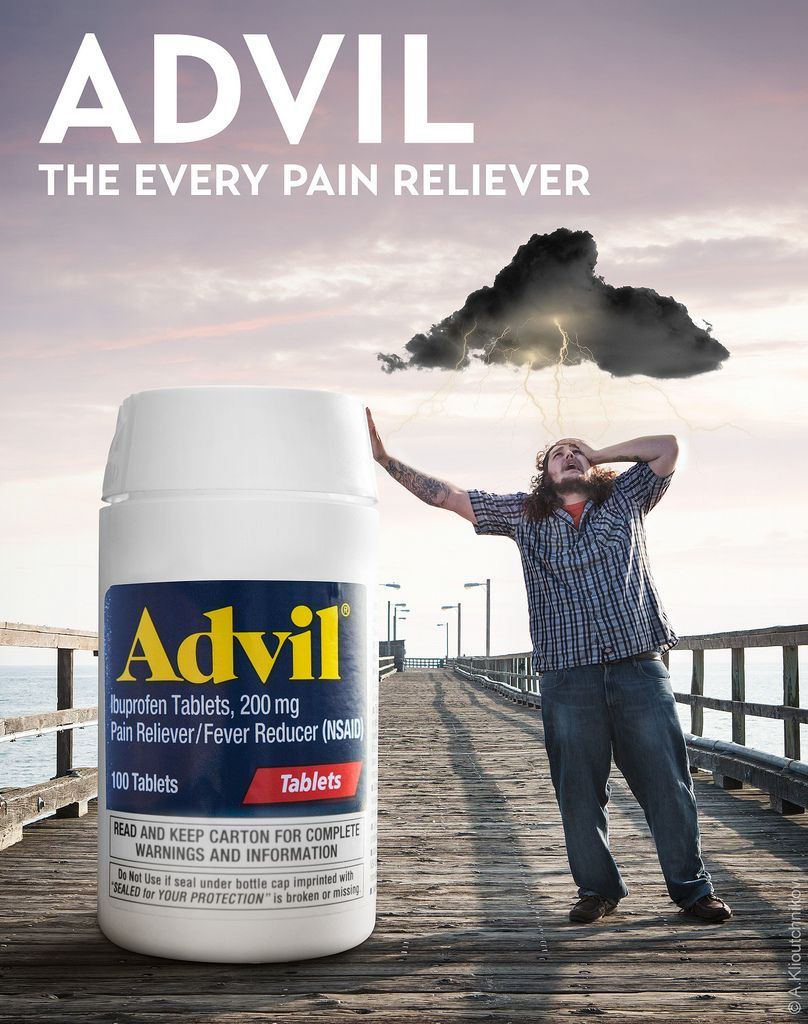 ADVIL
THE EVERY PAIN RELIEVER
Advil®
Ibuprofen Tablets, 200 mg
Pain Reliever/Fever Reducer (NSAID)
100 Tablets
Tablets
READ AND KEEP CARTON FOR COMPLETE
WARNINGS AND INFORMATION
Do Not Use if seal under bottle cap imprinted with
"SEALED for YOUR PROTECTION" is broken or missing.
© A.Klioutchnikov